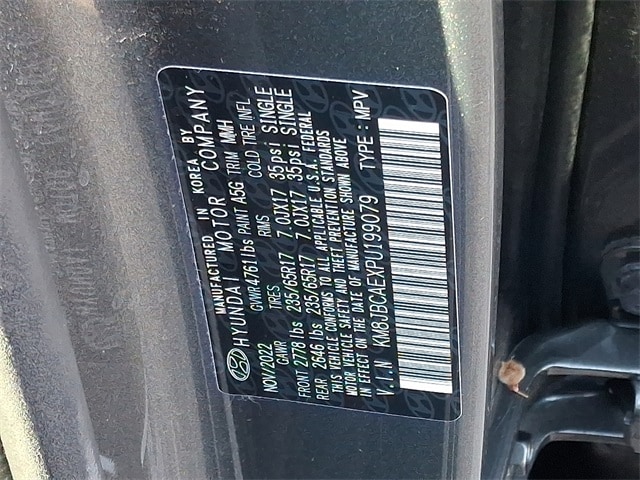 MANUFACTURED IN KOREA BY
HYUNDAI MOTOR COMPANY
NOV/2022 GVWR 4761 lbs PAINT A5G TRIM MMH
GAWR TIRES RIMS COLD TIRE INFL.
FRONT 2778 lbs 235/65R17 7.0JX17 35psi SINGLE
REAR 2646 lbs 235/65R17 7.0JX17 35psi SINGLE
THIS VEHICLE CONFORMS TO ALL APPLICABLE U.S.A. FEDERAL
MOTOR VEHICLE SAFETY AND THEFT PREVENTION STANDARDS
IN EFFECT ON THE DATE OF MANUFACTURE SHOWN ABOVE
V.I.N KM8JBCAEXPU199079 TYPE : MPV